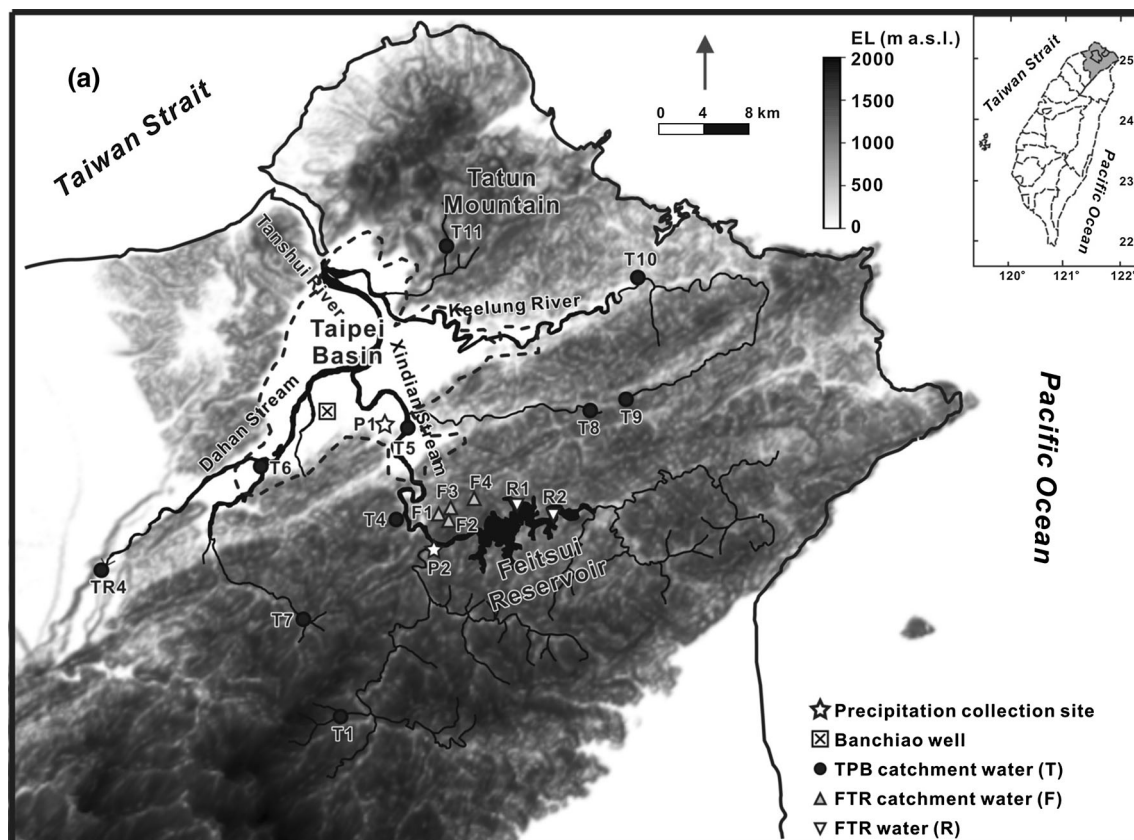 (a)
Taiwan Strait
0 4 8 km
EL (m a.s.l.)
2000
1500
1000
500
0
Taiwan Strait
Pacific Ocean
25
24
23
22
120° 121° 122°
Tatun
Mountain
T11
T10
Tanshui River
Keelung River
Taipei
Basin
Xindian Stream
Dahan Stream
P1
T5
T8
T9
T6
F3
F4
R1
R2
F1
F2
T4
P2
Feitsui
Reservoir
TR4
T7
T1
Pacific Ocean
Precipitation collection site
Banchiao well
TPB catchment water (T)
FTR catchment water (F)
FTR water (R)